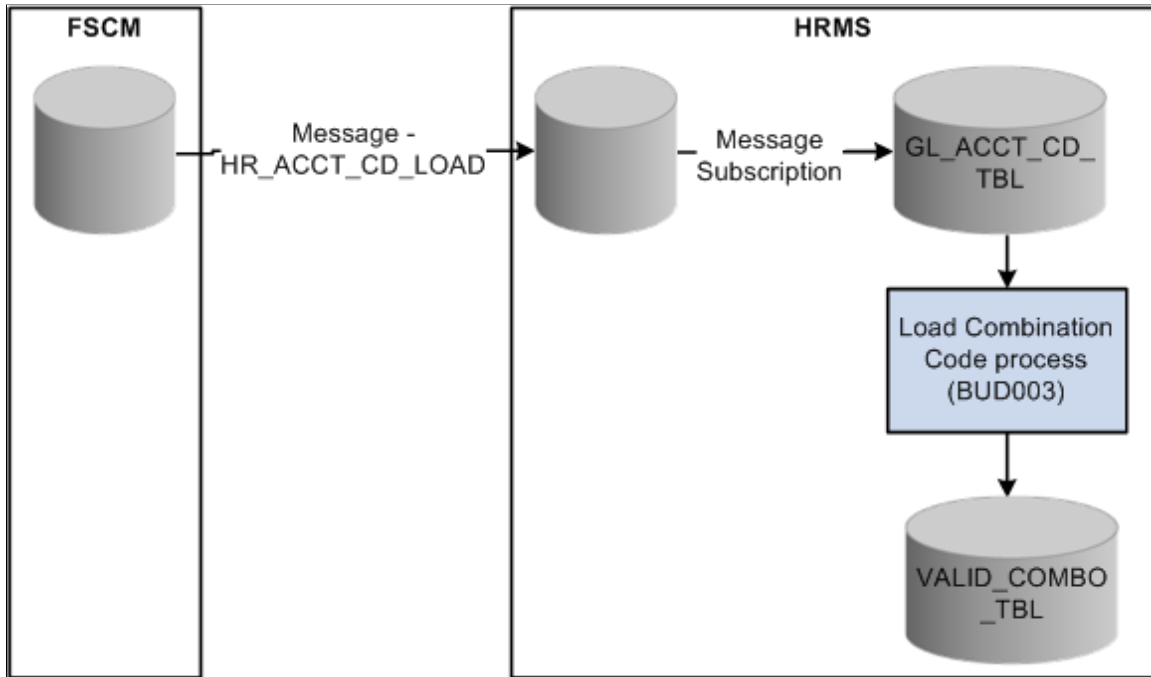 FSCM
HRMS
Message -
HR_ACCT_CD_LOAD
Message
Subscription
GL_ACCT_CD_
TBL
Load Combination
Code process
(BUD003)
VALID_COMBO
_TBL